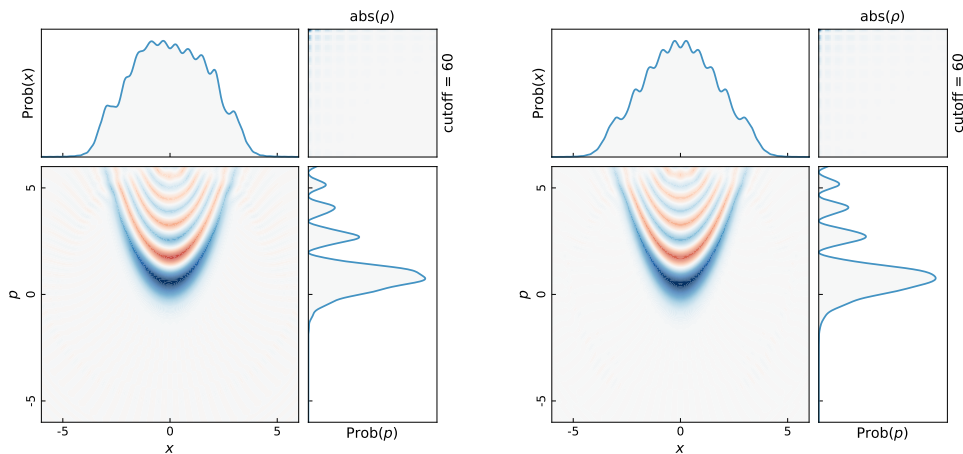 abs(ρ)
Prob(x)
cutoff = 60
5
0
-5
p
-5
0
5
x
Prob(p)
abs(ρ)
Prob(x)
cutoff = 60
5
0
-5
p
-5
0
5
x
Prob(p)